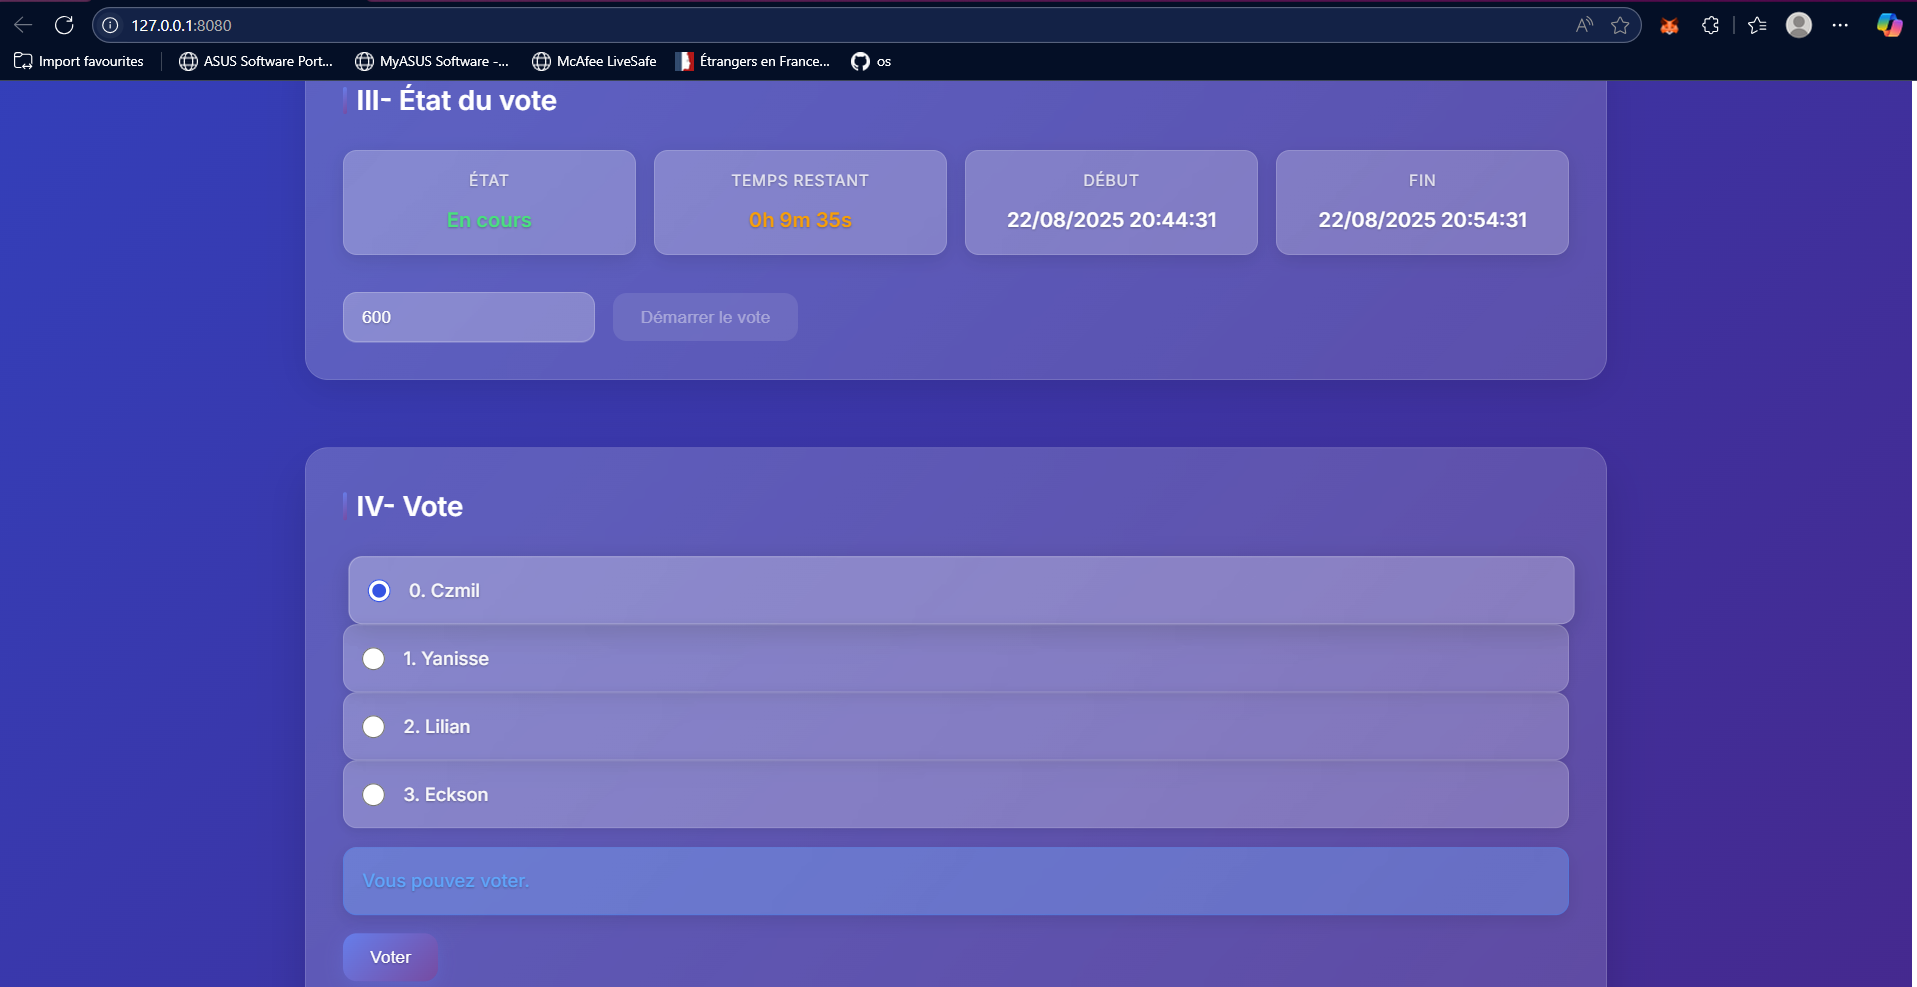 127.0.0.1:8080
Import favourites
ASUS Software Port...
MyASUS Software -...
McAfee LiveSafe
Étrangers en France...
os
III- État du vote
ÉTAT
En cours
TEMPS RESTANT
0h 9m 35s
DÉBUT
22/08/2025 20:44:31
FIN
22/08/2025 20:54:31
600
Démarrer le vote
IV- Vote
0. Czmil
1. Yanisse
2. Lilian
3. Eckson
Vous pouvez voter.
Voter